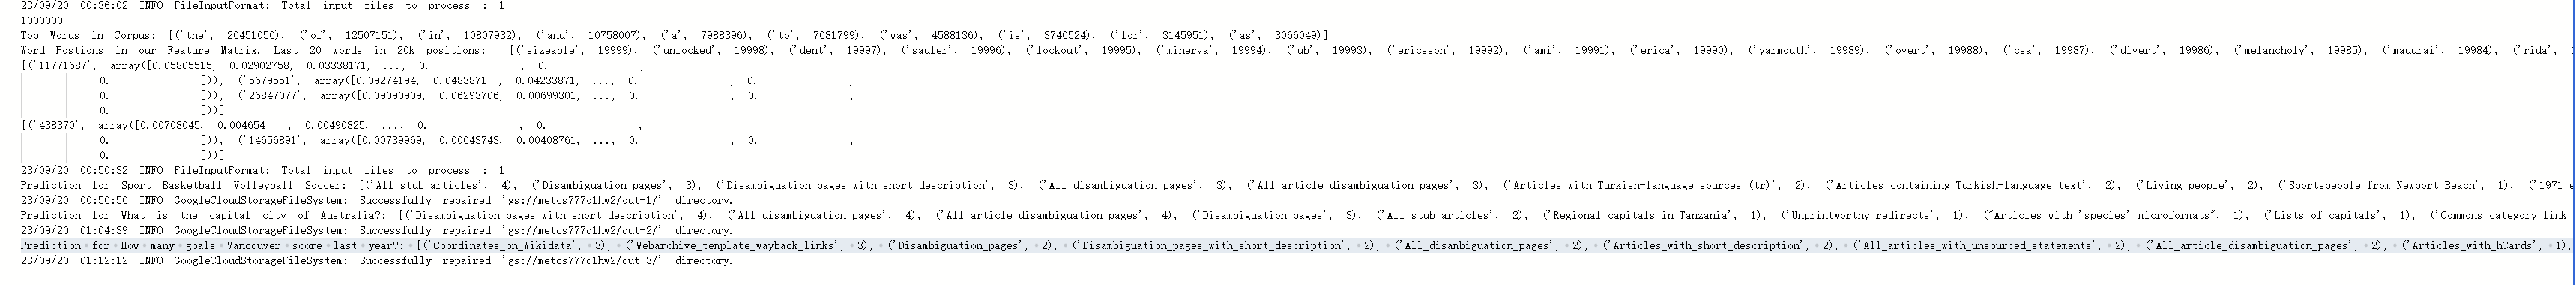 23/09/20 00:36:02 INFO FileInputFormat: Total input files to process : 1
1000000
Top Words in Corpus: [('the', 26451056), ('of', 12507151), ('in', 10807932), ('and', 10758007), ('a', 7988396), ('to', 7681799), ('was', 4588136), ('is', 3746524), ('for', 3145951), ('as', 3066049)]
Word Postions in our Feature Matrix. Last 20 words in 20k positions: [('sizeable', 19999), ('unlocked', 19998), ('dent', 19997), ('sadler', 19996), ('lockout', 19995), ('minerva', 19994), ('ub', 19993), ('ericsson', 19992), ('ami', 19991), ('erica', 19990), ('yarmouth', 19989), ('overt', 19988), ('csa', 19987), ('divert', 19986), ('melancholy', 19985), ('madurai', 19984), ('rida',
[('11771687', array([0.05805515, 0.02902758, 0.03338171, ..., 0. , 0. ,
0. ])), ('5679551', array([0.09274194, 0.0483871 , 0.04233871, ..., 0. , 0. ,
0. ])), ('26847077', array([0.09090909, 0.06293706, 0.00699301, ..., 0. , 0. ,
0. ]))]
[('438370', array([0.00708045, 0.004654 , 0.00490825, ..., 0. , 0. ,
0. ])), ('14656891', array([0.00739969, 0.00643743, 0.00408761, ..., 0. , 0. ,
0. ]))]
23/09/20 00:50:32 INFO FileInputFormat: Total input files to process : 1
Prediction for Sport Basketball Volleyball Soccer: [('All_stub_articles', 4), ('Disambiguation_pages', 3), ('Disambiguation_pages_with_short_description', 3), ('All_disambiguation_pages', 3), ('All_article_disambiguation_pages', 3), ('Articles_with_Turkish-language_sources_(tr)', 2), ('Articles_containing_Turkish-language_text', 2), ('Living_people', 2), ('Sportspeople_from_Newport_Beach', 1), ('1971_e
23/09/20 00:56:56 INFO GoogleCloudStorageFileSystem: Successfully repaired 'gs://metcs777o1hw2/out-1/' directory.
Prediction for What is the capital city of Australia?: [('Disambiguation_pages_with_short_description', 4), ('All_disambiguation_pages', 4), ('All_article_disambiguation_pages', 4), ('Disambiguation_pages', 3), ('All_stub_articles', 2), ('Regional_capitals_in_Tanzania', 1), ('Unprintworthy_redirects', 1), ("Articles_with_'species'_microformats", 1), ('Lists_of_capitals', 1), ('Commons_category_link_
23/09/20 01:04:39 INFO GoogleCloudStorageFileSystem: Successfully repaired 'gs://metcs777o1hw2/out-2/' directory.
Prediction for How many goals Vancouver score last year?: [('Coordinates_on_Wikidata', 3), ('Webarchive_template_wayback_links', 3), ('Disambiguation_pages', 2), ('Disambiguation_pages_with_short_description', 2), ('All_disambiguation_pages', 2), ('Articles_with_short_description', 2), ('All_articles_with_unsourced_statements', 2), ('All_article_disambiguation_pages', 2), ('Articles_with_hCards', 1),
23/09/20 01:12:12 INFO GoogleCloudStorageFileSystem: Successfully repaired 'gs://metcs777o1hw2/out-3/' directory.